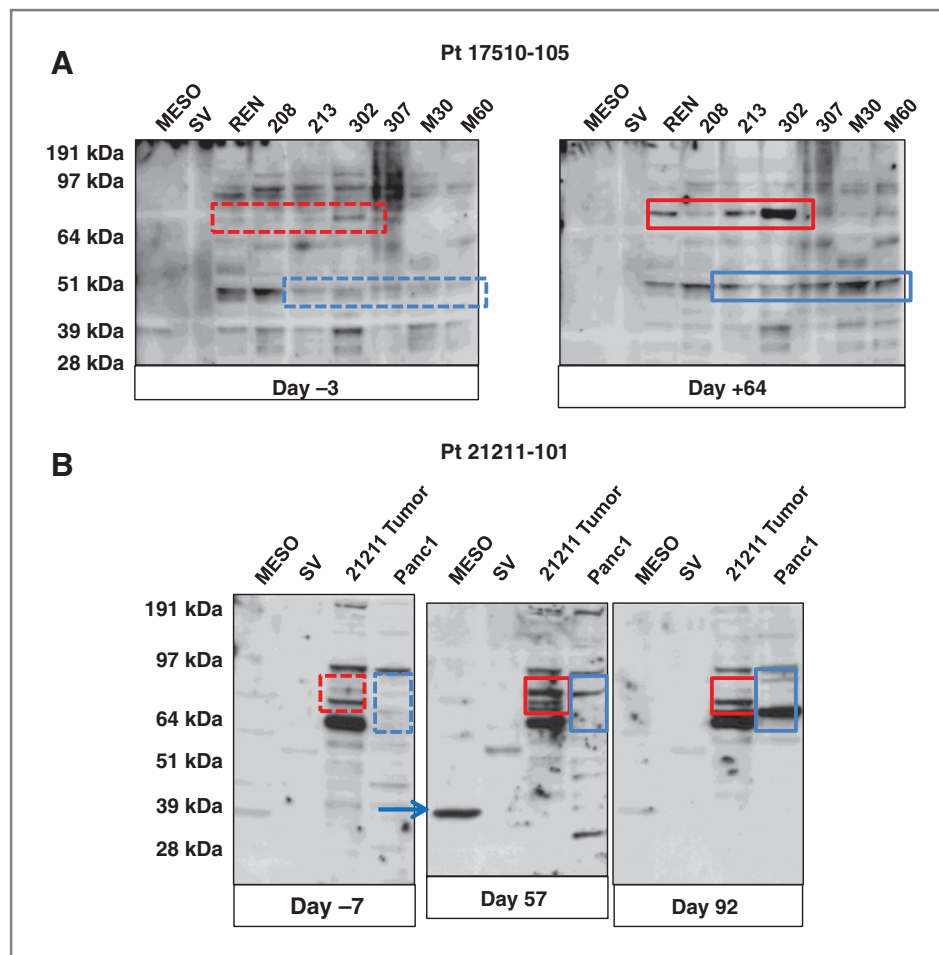 A
Pt 17510-105
MESO SV REN 208 213 302 307 M30 M60
MESO SV REN 208 213 302 307 M30 M60
191 kDa
97 kDa
64 kDa
51 kDa
39 kDa
28 kDa
Day –3
Day +64
B
Pt 21211-101
MESO SV 21211 Tumor Panc1
MESO SV 21211 Tumor Panc1
MESO SV 21211 Tumor Panc1
191 kDa
97 kDa
64 kDa
51 kDa
39 kDa
28 kDa
Day –7
Day 57
Day 92